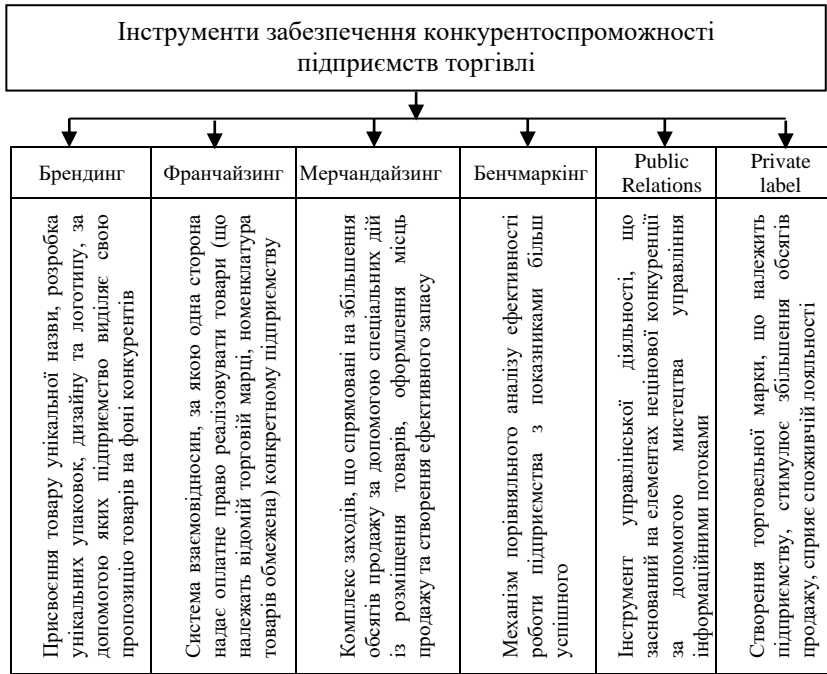 Інструменти забезпечення конкурентоспроможності
підприємств торгівлі
Брендинг
Франчайзинг
Мерчандайзинг
Бенчмаркінг
Public
Relations
Private
label
Присвоєння товару унікальної назви, розробка
унікальних упаковок, дизайну та логотипу, за
допомогою яких підприємство виділяє свою
пропозицію товарів на фоні конкурентів
Система взаємовідносин, за якою одна сторона
надає оплатне право реалізовувати товари (що
належать відомій торговій марці, номенклатура
товарів обмежена) конкретному підприємству
Комплекс заходів, що спрямовані на збільшення
обсягів продажу за допомогою спеціальних дій
із розміщення товарів, оформлення місць
продажу та створення ефективного запасу
Механізм порівняльного аналізу ефективності
роботи підприємства з показниками більш
успішного
Інструмент управлінської діяльності, що
заснований на елементах нецінової конкуренції
за допомогою мистецтва управління
інформаційними потоками
Створення торговельної марки, що належить
підприємству, стимулює збільшення обсягів
продажу, сприяє споживчій лояльності